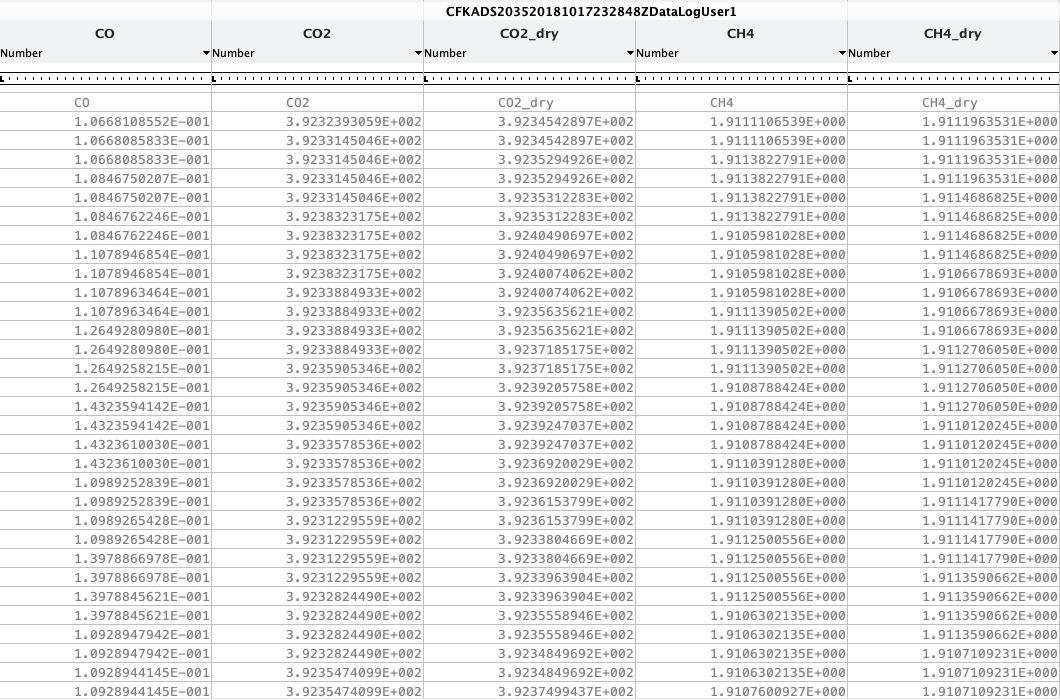 CFKADS203520181017232848ZDataLogUser1
CO CO2 CO2_dry CH4 CH4_dry
Number Number Number Number Number
CO CO2 CO2_dry CH4 CH4_dry
1.0668108552E-001 3.9232393059E+002 3.9234542897E+002 1.9111106539E+000 1.9111963531E+000
1.0668085833E-001 3.9233145046E+002 3.9234542897E+002 1.9111106539E+000 1.9111963531E+000
1.0668085833E-001 3.9233145046E+002 3.9235294926E+002 1.9113822791E+000 1.9111963531E+000
1.0846750207E-001 3.9233145046E+002 3.9235294926E+002 1.9113822791E+000 1.9111963531E+000
1.0846750207E-001 3.9233145046E+002 3.9235312283E+002 1.9113822791E+000 1.9114686825E+000
1.0846762246E-001 3.9238323175E+002 3.9235312283E+002 1.9113822791E+000 1.9114686825E+000
1.0846762246E-001 3.9238323175E+002 3.9240490697E+002 1.9105981028E+000 1.9114686825E+000
1.1078946854E-001 3.9238323175E+002 3.9240490697E+002 1.9105981028E+000 1.9114686825E+000
1.1078946854E-001 3.9238323175E+002 3.9240074062E+002 1.9105981028E+000 1.9106678693E+000
1.1078963464E-001 3.9233884933E+002 3.9240074062E+002 1.9105981028E+000 1.9106678693E+000
1.1078963464E-001 3.9233884933E+002 3.9235635621E+002 1.9111390502E+000 1.9106678693E+000
1.2649280980E-001 3.9233884933E+002 3.9235635621E+002 1.9111390502E+000 1.9106678693E+000
1.2649280980E-001 3.9233884933E+002 3.9237185175E+002 1.9111390502E+000 1.9112706050E+000
1.2649258215E-001 3.9235905346E+002 3.9237185175E+002 1.9111390502E+000 1.9112706050E+000
1.2649258215E-001 3.9235905346E+002 3.9239205758E+002 1.9108788424E+000 1.9112706050E+000
1.4323594142E-001 3.9235905346E+002 3.9239205758E+002 1.9108788424E+000 1.9112706050E+000
1.4323594142E-001 3.9235905346E+002 3.9239247037E+002 1.9108788424E+000 1.9110120245E+000
1.4323610030E-001 3.9233578536E+002 3.9239247037E+002 1.9108788424E+000 1.9110120245E+000
1.4323610030E-001 3.9233578536E+002 3.9236920029E+002 1.9110391280E+000 1.9110120245E+000
1.0989252839E-001 3.9233578536E+002 3.9236920029E+002 1.9110391280E+000 1.9110120245E+000
1.0989252839E-001 3.9233578536E+002 3.9236153799E+002 1.9110391280E+000 1.9111417790E+000
1.0989265428E-001 3.9231229559E+002 3.9236153799E+002 1.9110391280E+000 1.9111417790E+000
1.0989265428E-001 3.9231229559E+002 3.9233804669E+002 1.9112500556E+000 1.9111417790E+000
1.3978866978E-001 3.9231229559E+002 3.9233804669E+002 1.9112500556E+000 1.9111417790E+000
1.3978866978E-001 3.9231229559E+002 3.9233963904E+002 1.9112500556E+000 1.9113590662E+000
1.3978845621E-001 3.9232824490E+002 3.9233963904E+002 1.9112500556E+000 1.9113590662E+000
1.3978845621E-001 3.9232824490E+002 3.9235558946E+002 1.9106302135E+000 1.9113590662E+000
1.0928947942E-001 3.9232824490E+002 3.9235558946E+002 1.9106302135E+000 1.9113590662E+000
1.0928947942E-001 3.9232824490E+002 3.9234849692E+002 1.9106302135E+000 1.9107109231E+000
1.0928944145E-001 3.9235474099E+002 3.9234849692E+002 1.9106302135E+000 1.9107109231E+000
1.0928944145E-001 3.9235474099E+002 3.9237499437E+002 1.9107600927E+000 1.9107109231E+000